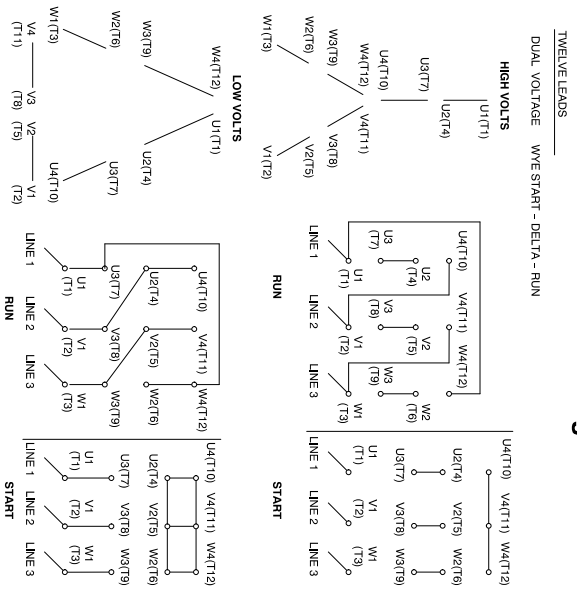 TWELVE LEADS
DUAL VOLTAGE WYE START – DELTA – RUN
HIGH VOLTS
U1(T1)
U2(T4)
U3(T7)
U4(T10)
W4(T12)
V4(T11)
W3(T9)
V3(T8)
W2(T6)
V2(T5)
W1(T3)
V1(T2)
U4(T10)
V4(T11)
W4(T12)
U3
(T7)
U2
(T4)
V3
(T8)
V2
(T5)
W3
(T9)
W2
(T6)
U1
(T1)
V1
(T2)
W1
(T3)
LINE 1
LINE 2
LINE 3
RUN
U4(T10)
V4(T11)
W4(T12)
U2(T4)
V2(T5)
W2(T6)
U3(T7)
V3(T8)
W3(T9)
U1
(T1)
V1
(T2)
W1
(T3)
LINE 1
LINE 2
LINE 3
START
LOW VOLTS
W4(T12)
U1(T1)
W3(T9)
U2(T4)
W2(T6)
U3(T7)
W1(T3)
U4(T10)
V4
(T11)
V3
(T8)
V2
(T5)
V1
(T2)
U4(T10)
V4(T11)
W4(T12)
U2(T4)
V2(T5)
W2(T6)
U3(T7)
V3(T8)
W3(T9)
U1
(T1)
V1
(T2)
W1
(T3)
LINE 1
LINE 2
LINE 3
RUN
U4(T10)
V4(T11)
W4(T12)
U2(T4)
V2(T5)
W2(T6)
U3(T7)
V3(T8)
W3(T9)
U1
(T1)
V1
(T2)
W1
(T3)
LINE 1
LINE 2
LINE 3
START